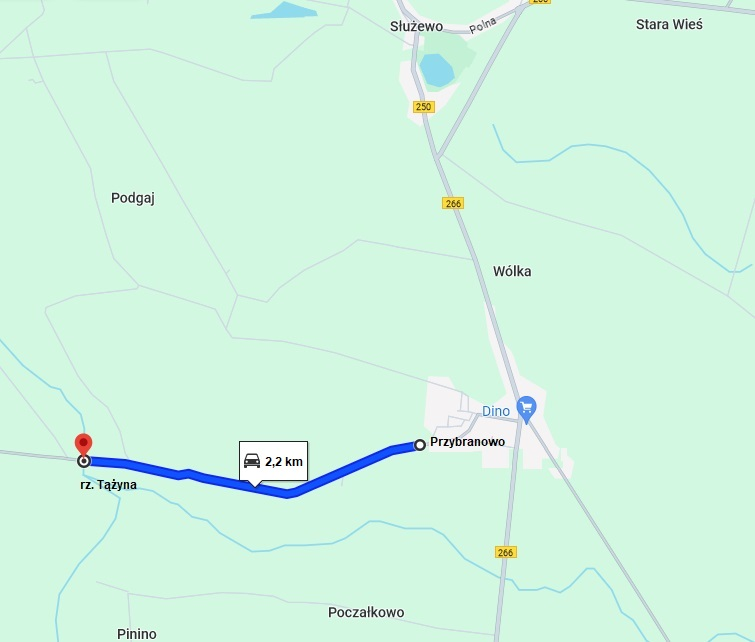 Służewo
Polna
Stara Wieś
250
Podgaj
266
Wólka
Dino
Przybranowo
2,2 km
rz. Tążyna
266
Poczałkowo
Pinino